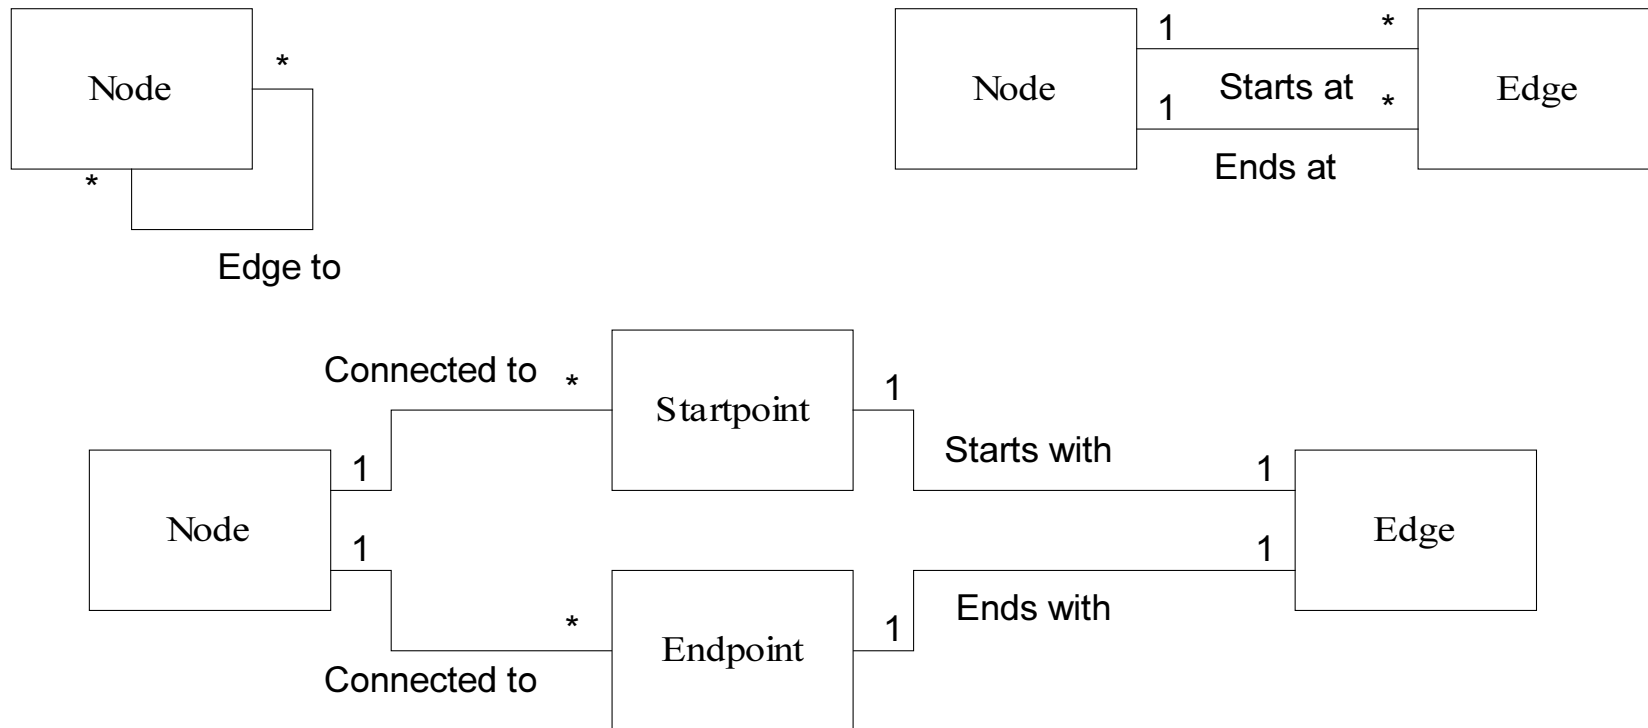 Node
*
*
Edge to
Node
1
*
Starts at
1
*
Ends at
Edge
Connected to
*
Startpoint
1
Starts with
1
Node
1
1
Edge
1
Ends with
*
Endpoint
1
Connected to